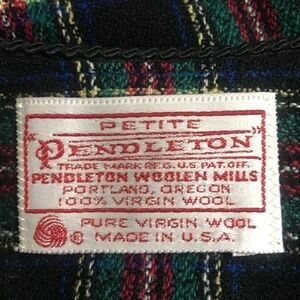 PETITE
"PENDLETON"
TRADE MARK REG. U.S. PAT. OFF.
PENDLETON WOOLEN MILLS
PORTLAND, OREGON
100% VIRGIN WOOL
PURE VIRGIN WOOL
® MADE IN U.S.A.